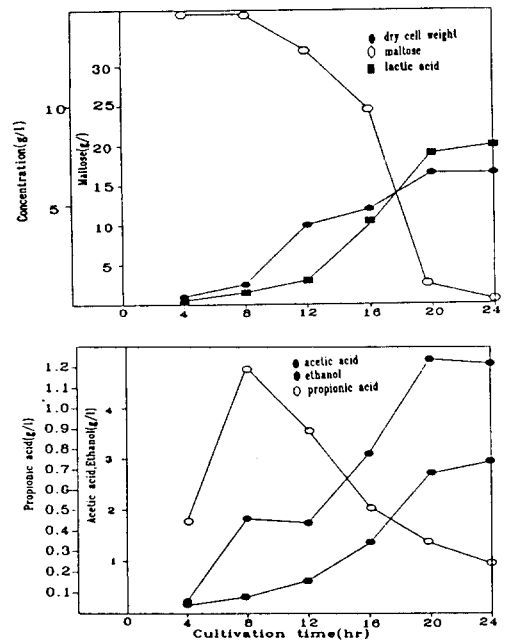 dry cell weight
maltose
lactic acid
Concentration(g/l)
10
5
Maltose(g/)
35
30
25
20
15
10
5
0 4 8 12 16 20 24
acetic acid
ethanol
propionic acid
Propionic acid(g/l)
1.2
1.1
1.0
0.9
0.8
0.7
0.6
0.5
0.4
0.3
0.2
0.1
Acetic acid,Ethanol(g/l)
4
3
2
1
0 4 8 12 16 20 24
Cultivation time(hr)